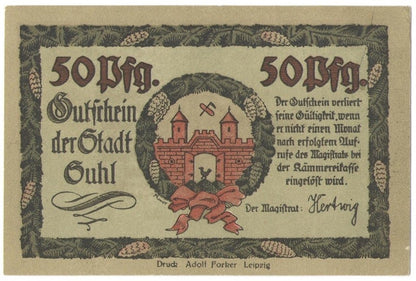 50 Pfg.
Gutschein
der Stadt
Suhl
50 Pfg.
Der Gutschein verliert
seine Gültigkeit, wenn
er nicht einen Monat
nach erfolgtem Auf-
rufe des Magistrats bei
der Kämmereikasse
eingelöst wird.
Der Magistrat: Hertwig
Druck Adolf Forker Leipzig